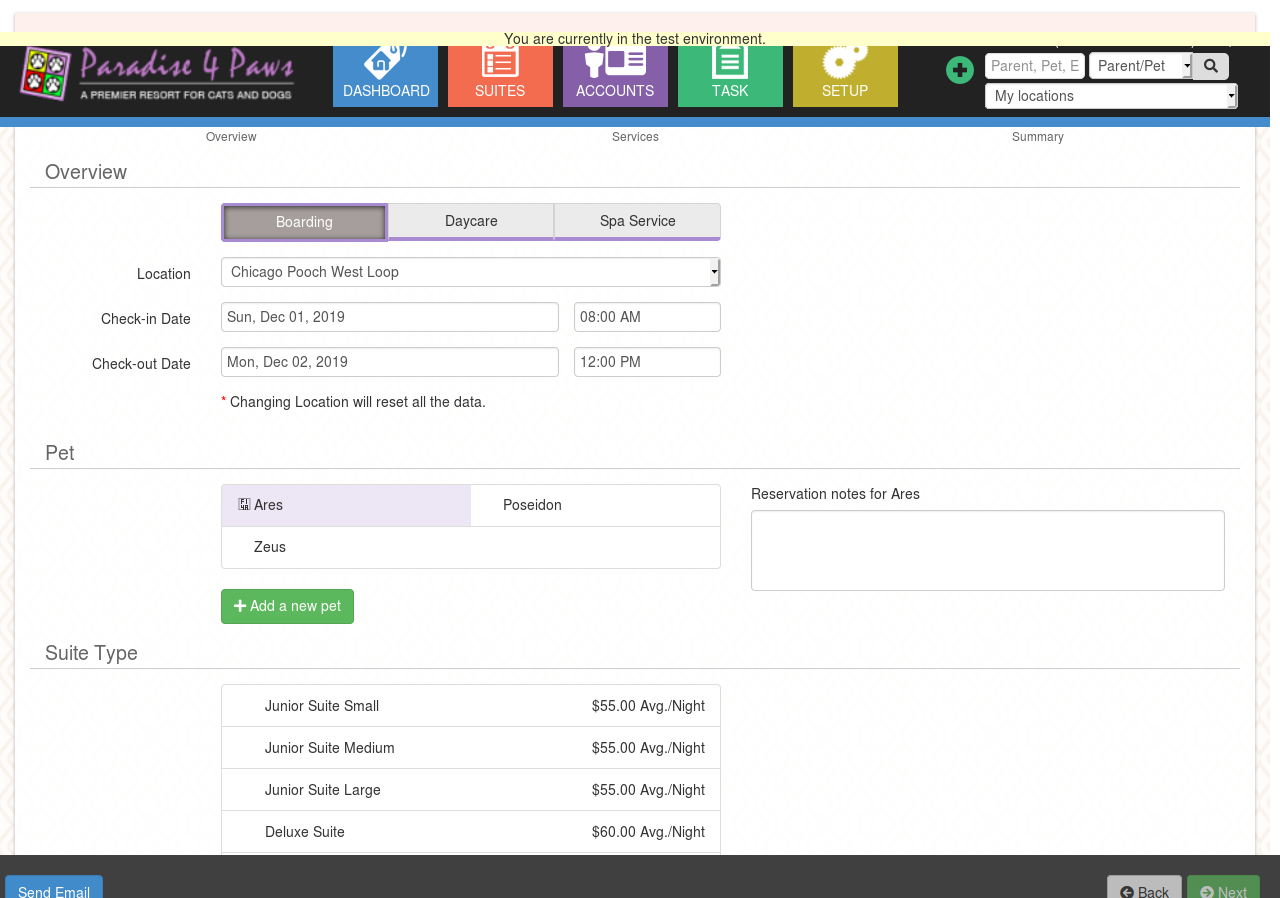 You are currently in the test environment.
Paradise 4 Paws
A PREMIER RESORT FOR CATS AND DOGS
DASHBOARD
SUITES
ACCOUNTS
TASK
SETUP
Parent, Pet, E
Parent/Pet
My locations
Overview
Services
Summary
Overview
Boarding
Daycare
Spa Service
Location
Chicago Pooch West Loop
Check-in Date
Sun, Dec 01, 2019
08:00 AM
Check-out Date
Mon, Dec 02, 2019
12:00 PM
* Changing Location will reset all the data.
Pet
Ares
Poseidon
Zeus
Reservation notes for Ares
Add a new pet
Suite Type
Junior Suite Small
$55.00 Avg./Night
Junior Suite Medium
$55.00 Avg./Night
Junior Suite Large
$55.00 Avg./Night
Deluxe Suite
$60.00 Avg./Night
Send Email
Back
Next